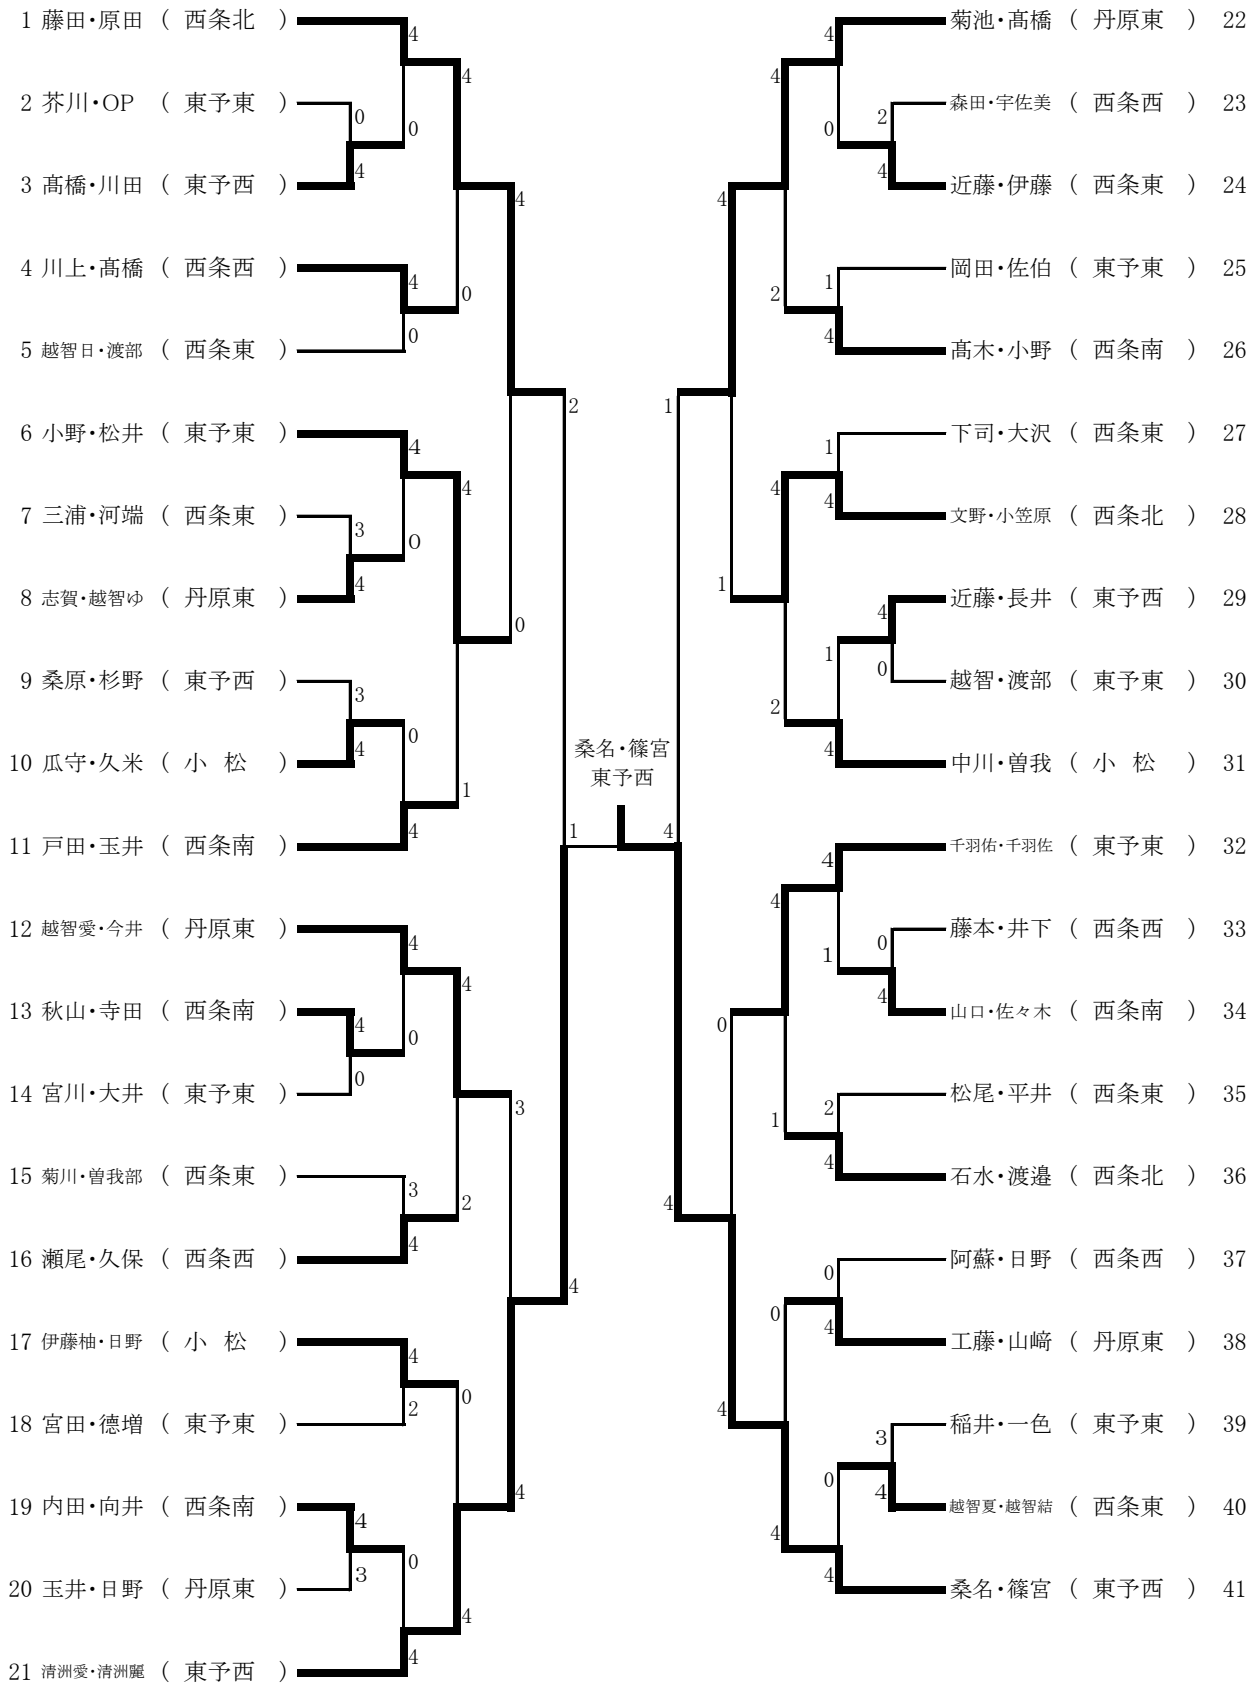 1 藤田・原田 ( 西条北 )
2 芥川・OP ( 東予東 )
3 髙橋・川田 ( 東予西 )
4 川上・髙橋 ( 西条西 )
5 越智日・渡部 ( 西条東 )
6 小野・松井 ( 東予東 )
7 三浦・河端 ( 西条東 )
8 志賀・越智ゆ ( 丹原東 )
9 桑原・杉野 ( 東予西 )
10 瓜守・久米 ( 小 松 )
11 戸田・玉井 ( 西条南 )
12 越智愛・今井 ( 丹原東 )
13 秋山・寺田 ( 西条南 )
14 宮川・大井 ( 東予東 )
15 菊川・曽我部 ( 西条東 )
16 瀬尾・久保 ( 西条西 )
17 伊藤柚・日野 ( 小 松 )
18 宮田・德増 ( 東予東 )
19 内田・向井 ( 西条南 )
20 玉井・日野 ( 丹原東 )
21 清洲愛・清洲麗 ( 東予西 )
4
0
4
0
4
0
4
3
4
0
3
4
0
4
4
4
0
0
3
4
4
2
4
3
0
4
4
0
4
1
4
2
0
4
4
0
3
4
2
4
1
桑名・篠宮
東予西
4
1
4
4
1
0
4
4
2
4
2
4
1
0
4
4
0
1
4
1
4
1
4
4
1
2
4
0
4
0
4
2
4
4
0
0
4
0
4
3
4
菊池・髙橋 ( 丹原東 ) 22
森田・宇佐美 ( 西条西 ) 23
近藤・伊藤 ( 西条東 ) 24
岡田・佐伯 ( 東予東 ) 25
髙木・小野 ( 西条南 ) 26
下司・大沢 ( 西条東 ) 27
文野・小笠原 ( 西条北 ) 28
近藤・長井 ( 東予西 ) 29
越智・渡部 ( 東予東 ) 30
中川・曽我 ( 小 松 ) 31
千羽佑・千羽佐 ( 東予東 ) 32
藤本・井下 ( 西条西 ) 33
山口・佐々木 ( 西条南 ) 34
松尾・平井 ( 西条東 ) 35
石水・渡邉 ( 西条北 ) 36
阿蘇・日野 ( 西条西 ) 37
工藤・山﨑 ( 丹原東 ) 38
稲井・一色 ( 東予東 ) 39
越智夏・越智結 ( 西条東 ) 40
桑名・篠宮 ( 東予西 ) 41